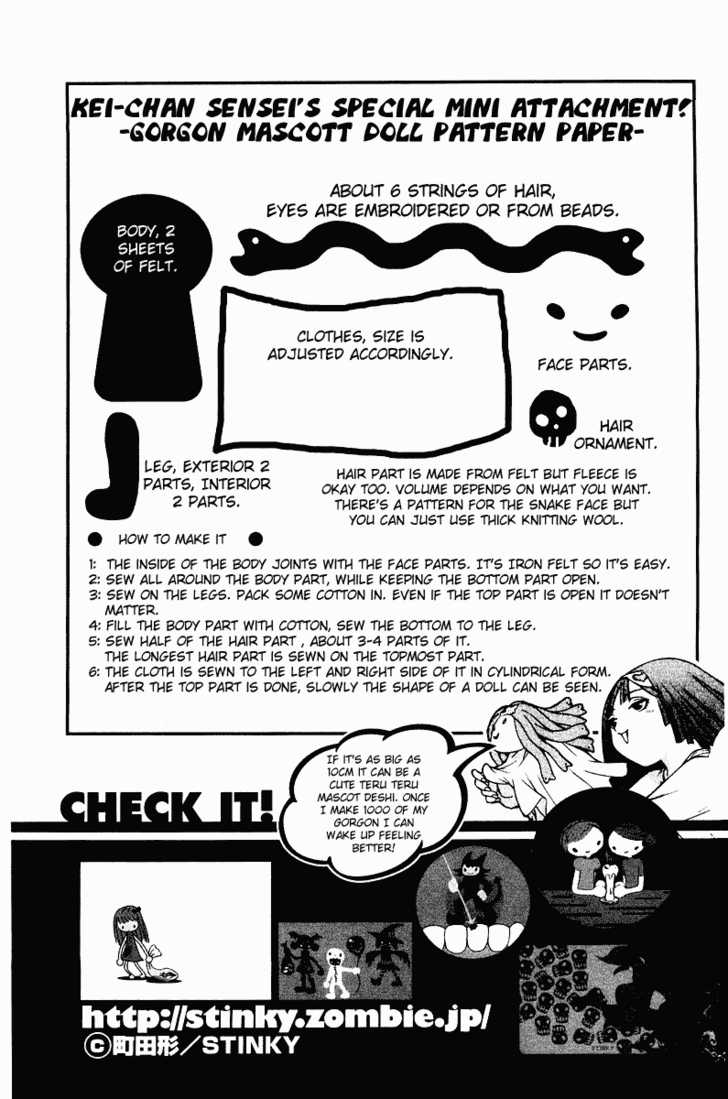 KEI-CHAN SENSEI'S SPECIAL MINI ATTACHMENT!
-GORGON MASCOTT DOLL PATTERN PAPER-
ABOUT 6 STRINGS OF HAIR,
EYES ARE EMBROIDERED OR FROM BEADS.
BODY, 2
SHEETS
OF FELT.
CLOTHES, SIZE IS
ADJUSTED ACCORDINGLY.
FACE PARTS.
HAIR
ORNAMENT.
LEG, EXTERIOR 2
PARTS, INTERIOR
2 PARTS.
HAIR PART IS MADE FROM FELT BUT FLEECE IS
OKAY TOO. VOLUME DEPENDS ON WHAT YOU WANT.
THERE'S A PATTERN FOR THE SNAKE FACE BUT
YOU CAN JUST USE THICK KNITTING WOOL.
● HOW TO MAKE IT ●
1: THE INSIDE OF THE BODY JOINTS WITH THE FACE PARTS. IT'S IRON FELT SO IT'S EASY.
2: SEW ALL AROUND THE BODY PART, WHILE KEEPING THE BOTTOM PART OPEN.
3: SEW ON THE LEGS. PACK SOME COTTON IN. EVEN IF THE TOP PART IS OPEN IT DOESN'T
MATTER.
4: FILL THE BODY PART WITH COTTON, SEW THE BOTTOM TO THE LEG.
5: SEW HALF OF THE HAIR PART , ABOUT 3-4 PARTS OF IT.
THE LONGEST HAIR PART IS SEWN ON THE TOPMOST PART.
6: THE CLOTH IS SEWN TO THE LEFT AND RIGHT SIDE OF IT IN CYLINDRICAL FORM.
AFTER THE TOP PART IS DONE, SLOWLY THE SHAPE OF A DOLL CAN BE SEEN.
IF IT'S AS BIG AS
10CM IT CAN BE A
CUTE TERU TERU
MASCOT DESHI. ONCE
I MAKE 1000 OF MY
GORGON I CAN
WAKE UP FEELING
BETTER!
CHECK IT!
http://stinky.zombie.jp/
©町田形／STINKY
STINKY